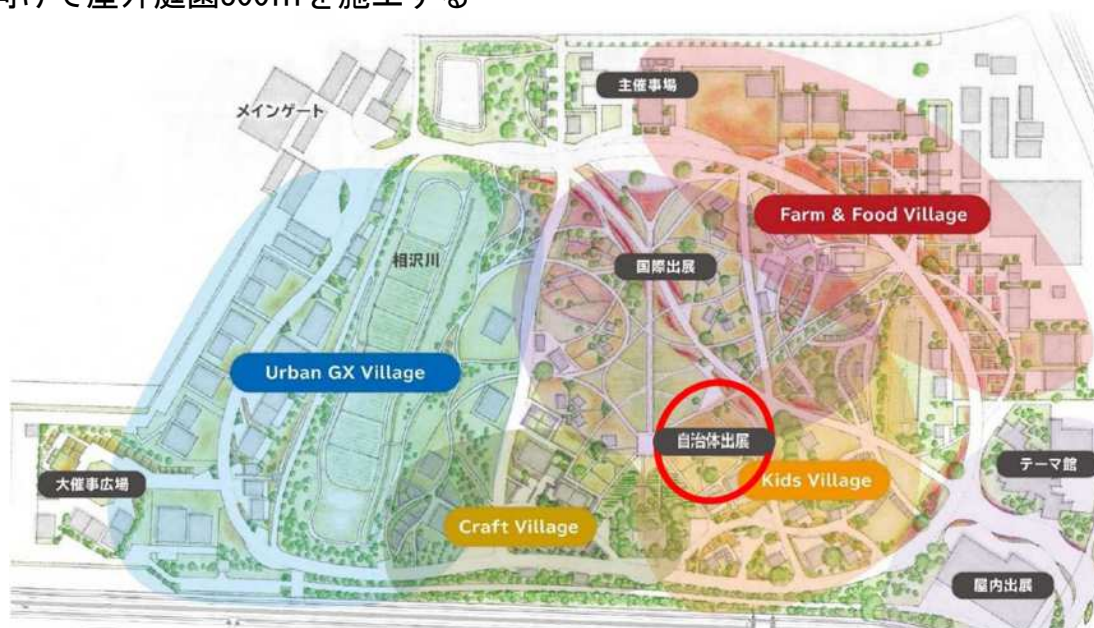 主催事場
メインゲート
Farm & Food Village
国際出展
相沢川
Urban GX Village
自治体出展
テーマ館
大催事広場
Kids Village
Craft Village
屋内出展